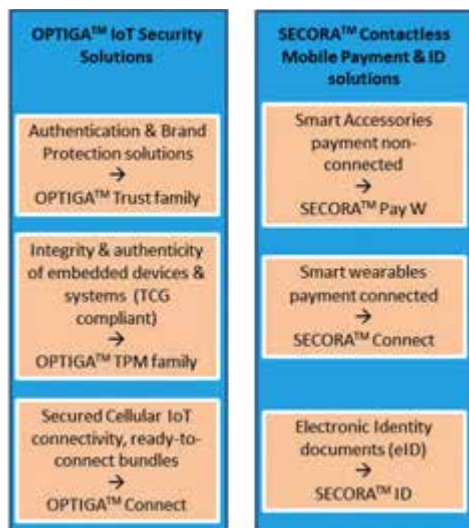 OPTIGA™ IoT Security
Solutions
Authentication & Brand
Protection solutions
→
OPTIGA™ Trust family
Integrity & authenticity
of embedded devices &
systems (TCG
compliant)
→
OPTIGA™ TPM family
Secured Cellular IoT
connectivity, ready-to-
connect bundles
→
OPTIGA™ Connect
SECORA™ Contactless
Mobile Payment & ID
solutions
Smart Accessories
payment non-
connected
→
SECORA™ Pay W
Smart wearables
payment connected
→
SECORA™ Connect
Electronic Identity
documents (eID)
→
SECORA™ ID